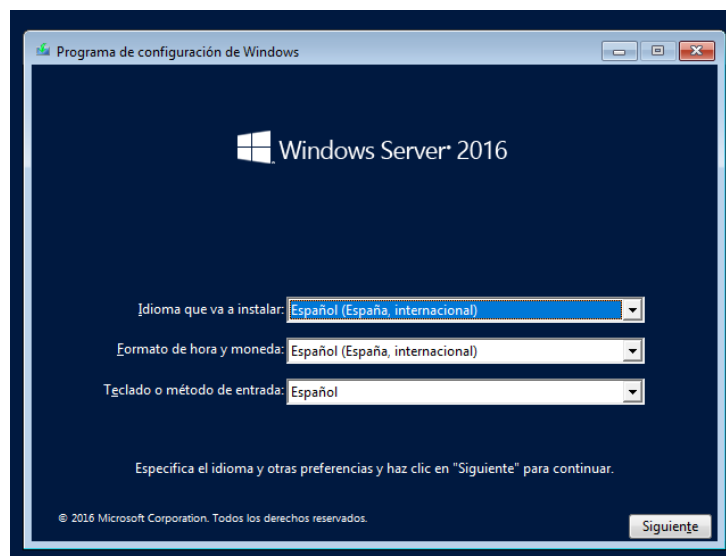 Programa de configuración de Windows
Windows Server 2016
Idioma que va a instalar: Español (España, internacional)
Formato de hora y moneda: Español (España, internacional)
Teclado o método de entrada: Español
Especifica el idioma y otras preferencias y haz clic en "Siguiente" para continuar.
© 2016 Microsoft Corporation. Todos los derechos reservados.
Siguiente